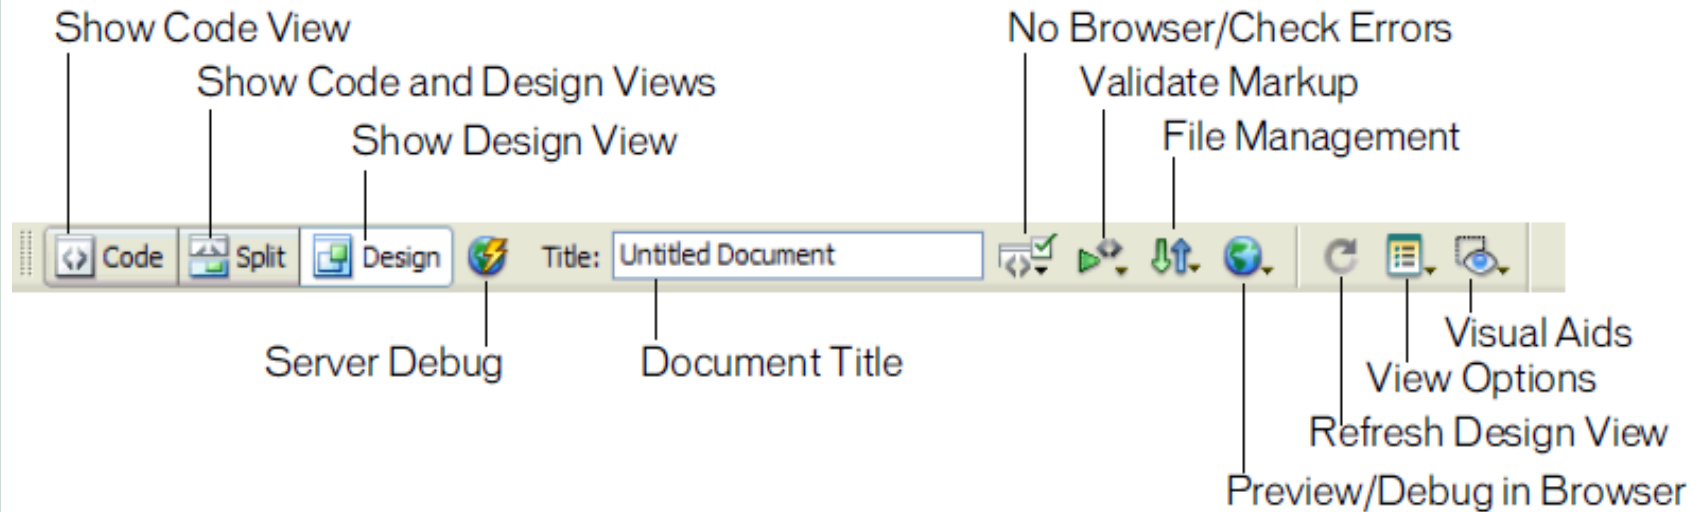 Show Code View
No Browser/Check Errors
Show Code and Design Views
Validate Markup
Show Design View
File Management
Code
Split
Design
Title:
Untitled Document
Server Debug
Document Title
Visual Aids
View Options
Refresh Design View
Preview/Debug in Browser